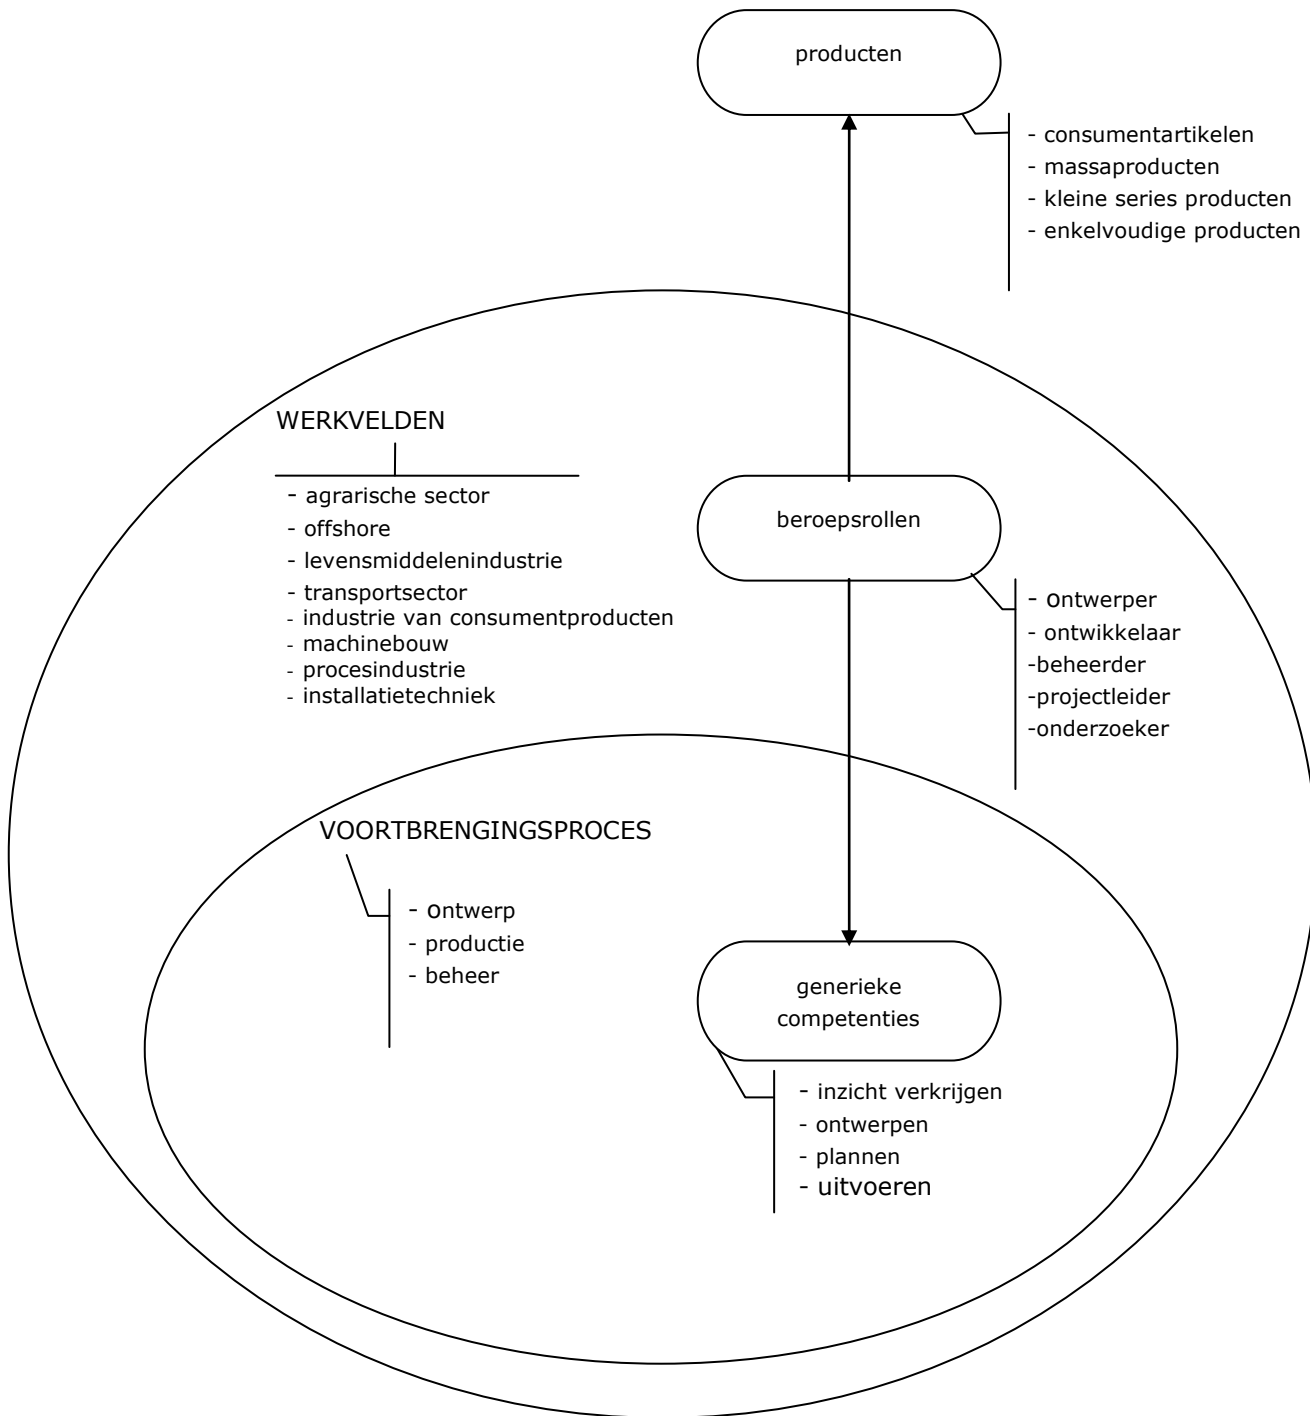 producten
- consumentartikelen
- massaproducten
- kleine series producten
- enkelvoudige producten
WERKVELDEN
- agrarische sector
- offshore
- levensmiddelenindustrie
- transportsector
- industrie van consumentproducten
- machinebouw
- procesindustrie
- installatietechniek
beroepsrollen
- ontwerper
- ontwikkelaar
-beheerder
-projectleider
-onderzoeker
VOORTBRENGINGSPROCES
- ontwerp
- productie
- beheer
generieke
competenties
- inzicht verkrijgen
- ontwerpen
- plannen
- uitvoeren